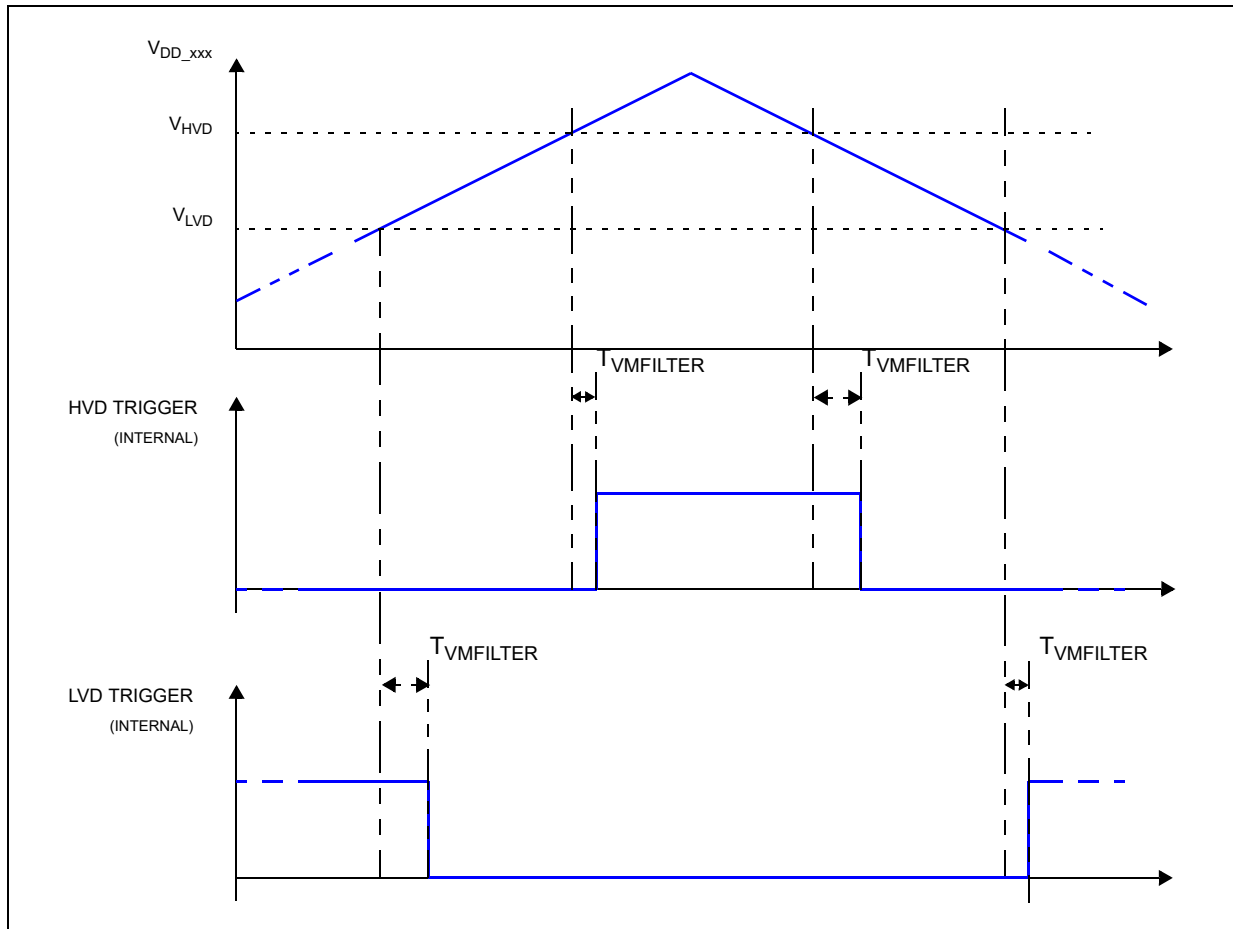 VDD_xxx
VHVD
VLVD
TVMFILTER
TVMFILTER
HVD TRIGGER
(INTERNAL)
TVMFILTER
TVMFILTER
LVD TRIGGER
(INTERNAL)